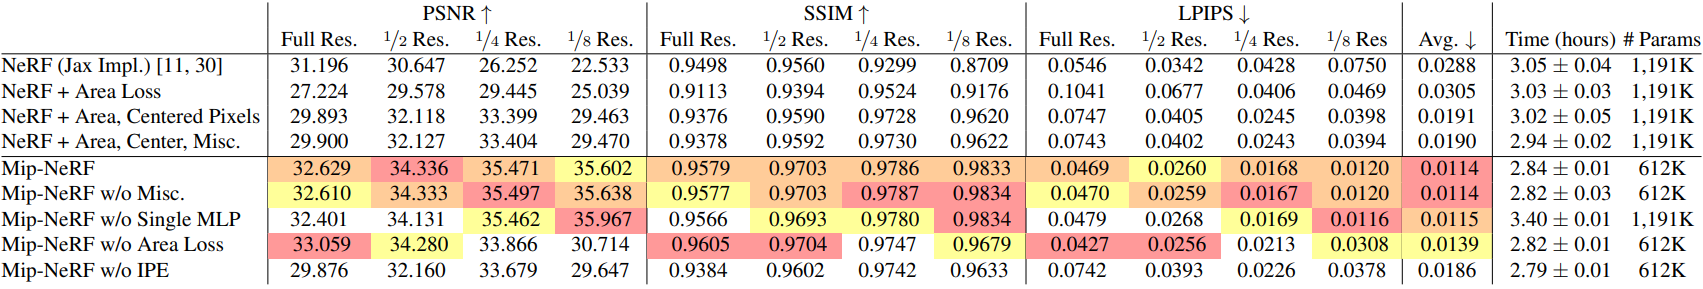 PSNR ↑ SSIM ↑ LPIPS ↓
Full Res. 1/2 Res. 1/4 Res. 1/8 Res. Full Res. 1/2 Res. 1/4 Res. 1/8 Res. Full Res. 1/2 Res. 1/4 Res. 1/8 Res Avg. ↓ Time (hours) # Params
NeRF (Jax Impl.) [11, 30] 31.196 30.647 26.252 22.533 0.9498 0.9560 0.9299 0.8709 0.0546 0.0342 0.0428 0.0750 0.0288 3.05 ± 0.04 1,191K
NeRF + Area Loss 27.224 29.578 29.445 25.039 0.9113 0.9394 0.9524 0.9176 0.1041 0.0677 0.0406 0.0469 0.0305 3.03 ± 0.03 1,191K
NeRF + Area, Centered Pixels 29.893 32.118 33.399 29.463 0.9376 0.9590 0.9728 0.9620 0.0747 0.0405 0.0245 0.0398 0.0191 3.02 ± 0.05 1,191K
NeRF + Area, Center, Misc. 29.900 32.127 33.404 29.470 0.9378 0.9592 0.9730 0.9622 0.0743 0.0402 0.0243 0.0394 0.0190 2.94 ± 0.02 1,191K
Mip-NeRF 32.629 34.336 35.471 35.602 0.9579 0.9703 0.9786 0.9833 0.0469 0.0260 0.0168 0.0120 0.0114 2.84 ± 0.01 612K
Mip-NeRF w/o Misc. 32.610 34.333 35.497 35.638 0.9577 0.9703 0.9787 0.9834 0.0470 0.0259 0.0167 0.0120 0.0114 2.82 ± 0.03 612K
Mip-NeRF w/o Single MLP 32.401 34.131 35.462 35.967 0.9566 0.9693 0.9780 0.9834 0.0479 0.0268 0.0169 0.0116 0.0115 3.40 ± 0.01 1,191K
Mip-NeRF w/o Area Loss 33.059 34.280 33.866 30.714 0.9605 0.9704 0.9747 0.9679 0.0427 0.0256 0.0213 0.0308 0.0139 2.82 ± 0.01 612K
Mip-NeRF w/o IPE 29.876 32.160 33.679 29.647 0.9384 0.9602 0.9742 0.9633 0.0742 0.0393 0.0226 0.0378 0.0186 2.79 ± 0.01 612K